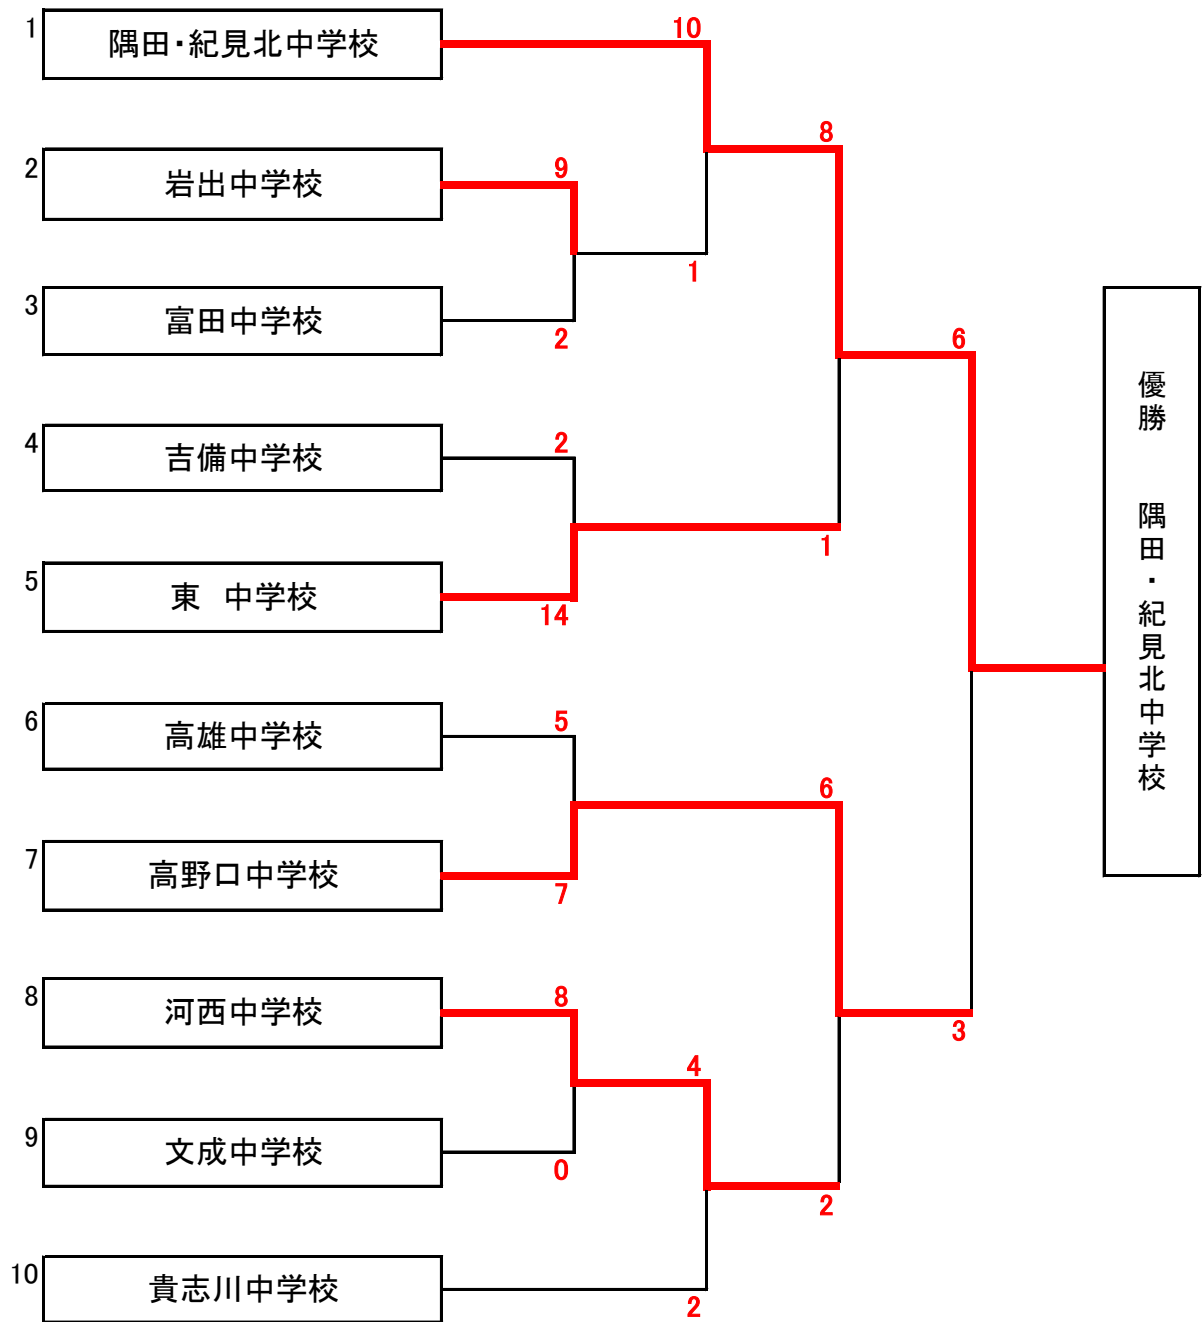 1 隅田・紀見北中学校
10
8
2 岩出中学校
9
1
3 富田中学校
2
6
4 吉備中学校
2
1
5 東　中学校
14
6 高雄中学校
5
6
7 高野口中学校
7
8 河西中学校
8
3
4
9 文成中学校
0
2
10 貴志川中学校
2
優勝　隅田・紀見北中学校